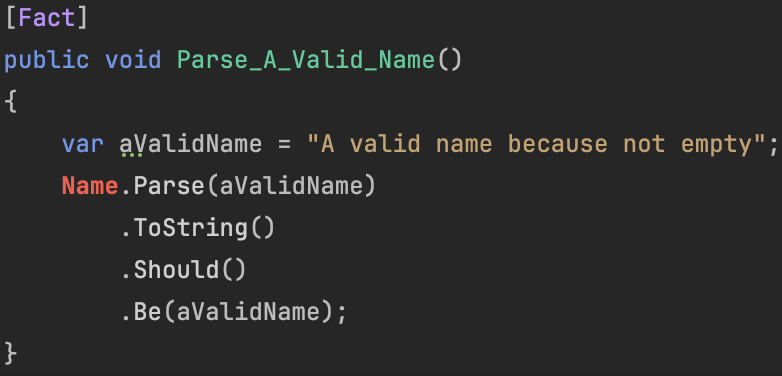 [Fact]
public void Parse_A_Valid_Name()
{
    var aValidName = "A valid name because not empty";
    Name.Parse(aValidName)
        .ToString()
        .Should()
        .Be(aValidName);
}